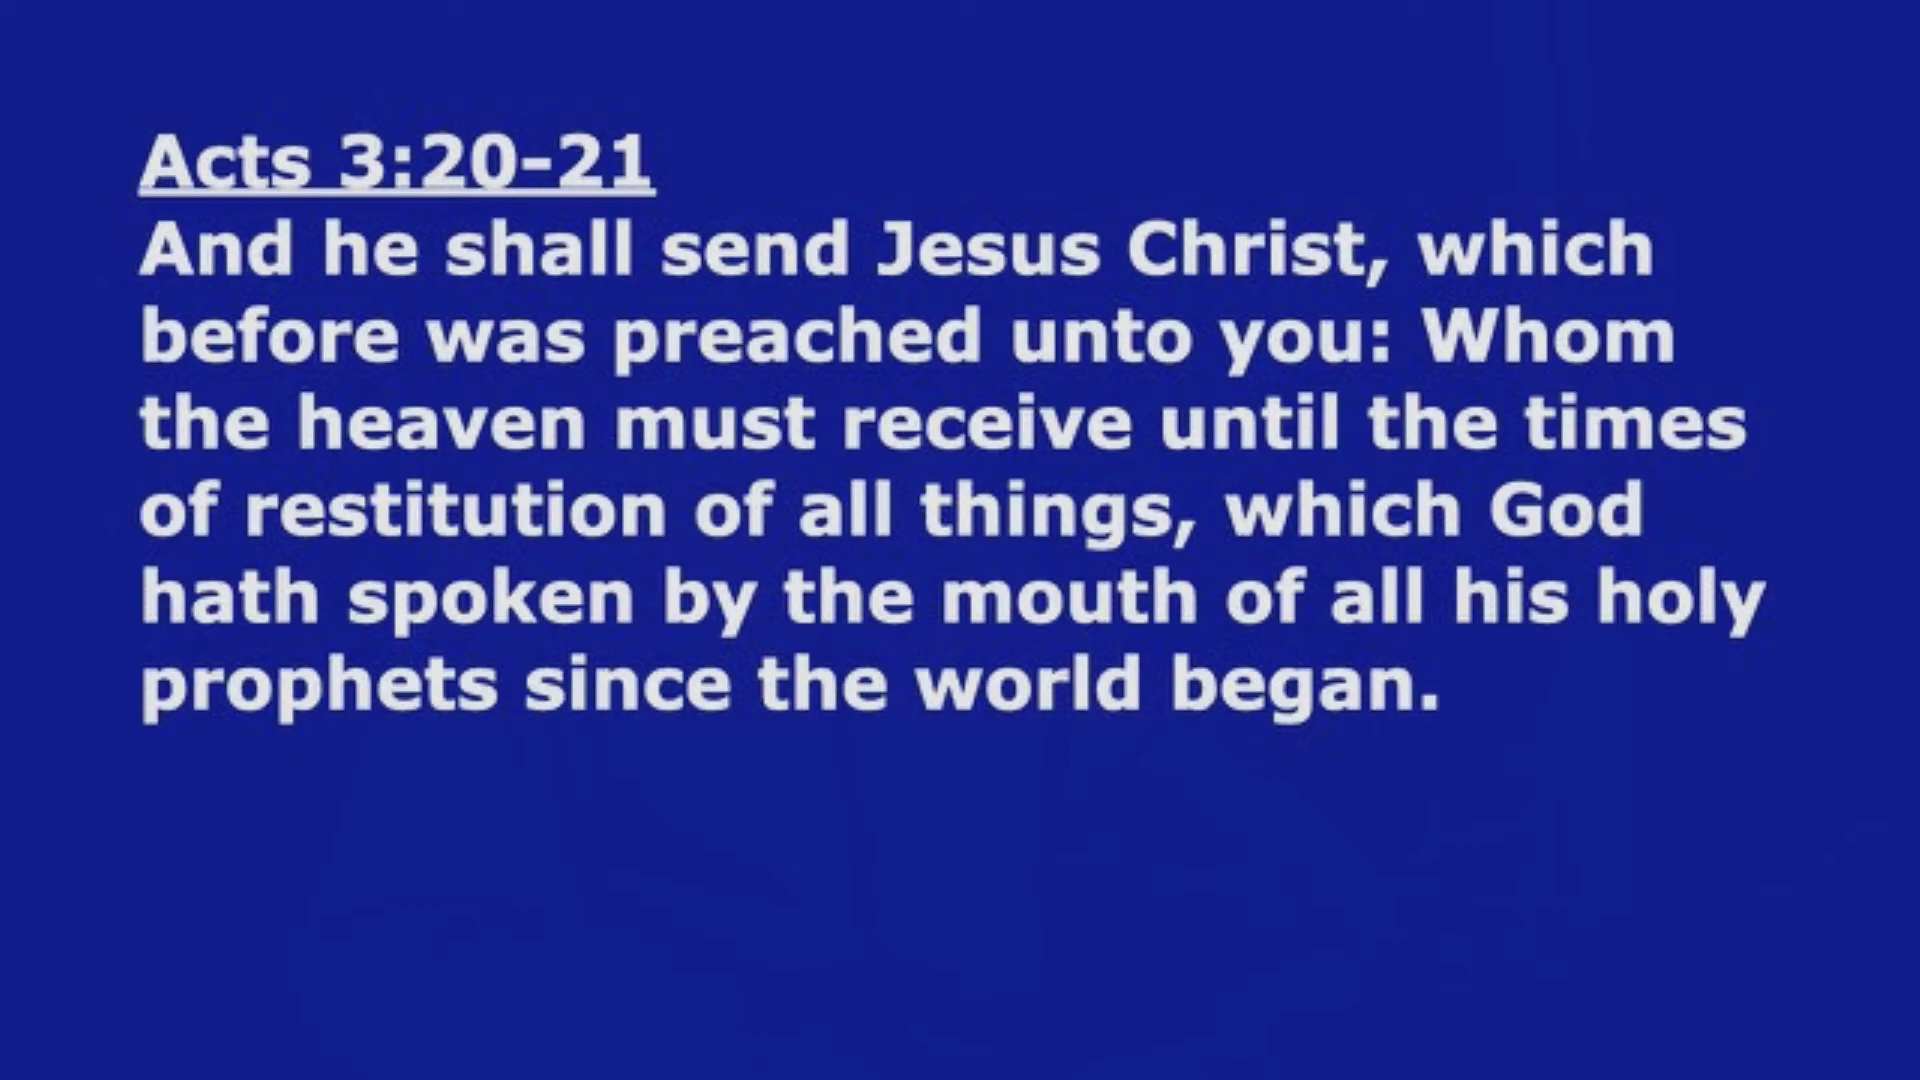 Acts 3:20-21
And he shall send Jesus Christ, which
before was preached unto you: Whom
the heaven must receive until the times
of restitution of all things, which God
hath spoken by the mouth of all his holy
prophets since the world began.